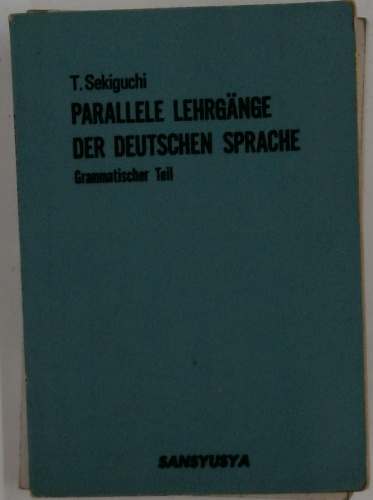 T. Sekiguchi
PARALLELE LEHRGÄNGE
DER DEUTSCHEN SPRACHE
Grammatischer Teil
SANSYUSYA